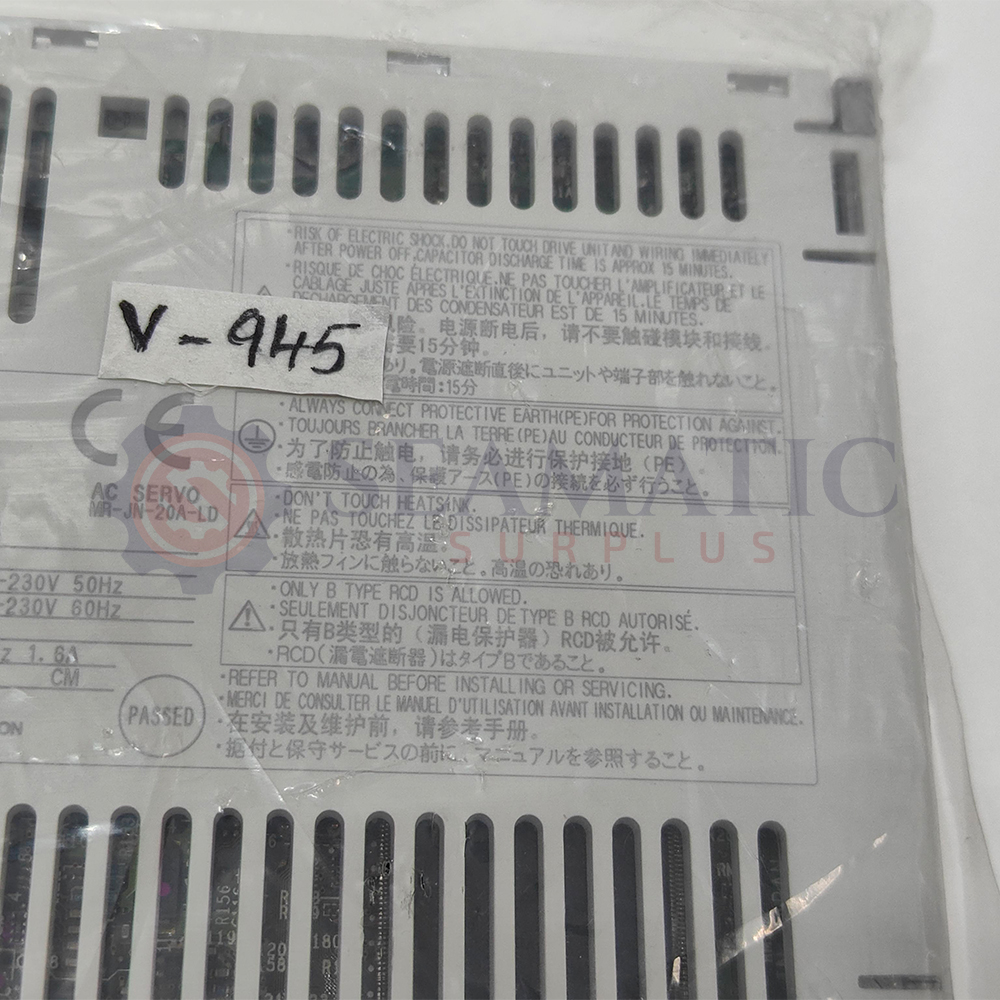 V-945
CE
AC SERVO
MR-JN-20A-LD
-230V 50Hz
-230V 60Hz
z 1.6A
CM
PASSED
ON
·RISK OF ELECTRIC SHOCK.DO NOT TOUCH DRIVE UNITAND WIRING IMMEDIATELY
AFTER POWER OFF.CAPACITOR DISCHARGE TIME IS APPROX 15 MINUTES.
·RISQUE DE CHOC ÉLECTRIQUE.NE PAS TOUCHER L'AMPLIFICATEUR ET LE
CABLAGE JUSTE APRES L'EXTINCTION DE L'APPAREIL.LE TEMPS DE
DECHARGEMENT DES CONDENSATEUR EST DE 15 MINUTES.
险。电源断电后，请不要触碰模块和接线。
要15分钟。
あり。電源遮断直後にユニットや端子部を触れないこと。
電時間:15分
·ALWAYS CONNECT PROTECTIVE EARTH(PE)FOR PROTECTION AGAINST.
·TOUJOURS BRANCHER LA TERRE(PE)AU CONDUCTEUR DE PROTECTION.
·为了防止触电，请务必进行保护接地（PE）
·感電防止の為、保護アース(PE)の接続を必ず行うこと。
·DON'T TOUCH HEATSINK.
·NE PAS TOUCHEZ LE DISSIPATEUR THERMIQUE.
·散热片恐有高温。
·放熱フィンに触らないこと。高温の恐れあり。
·ONLY B TYPE RCD IS ALLOWED.
·SEULEMENT DISJONCTEUR DE TYPE B RCD AUTORISÉ.
·只有B类型的（漏电保护器）RCD被允许。
·RCD(漏電遮断器)はタイプBであること。
·REFER TO MANUAL BEFORE INSTALLING OR SERVICING.
·MERCI DE CONSULTER LE MANUEL D'UTILISATION AVANT INSTALLATION OU MAINTENANCE.
·在安装及维护前，请参考手册。
·据付と保守サービスの前に、マニュアルを参照すること。
SEAMATIC
SURPLUS
R156
119
20
58
180